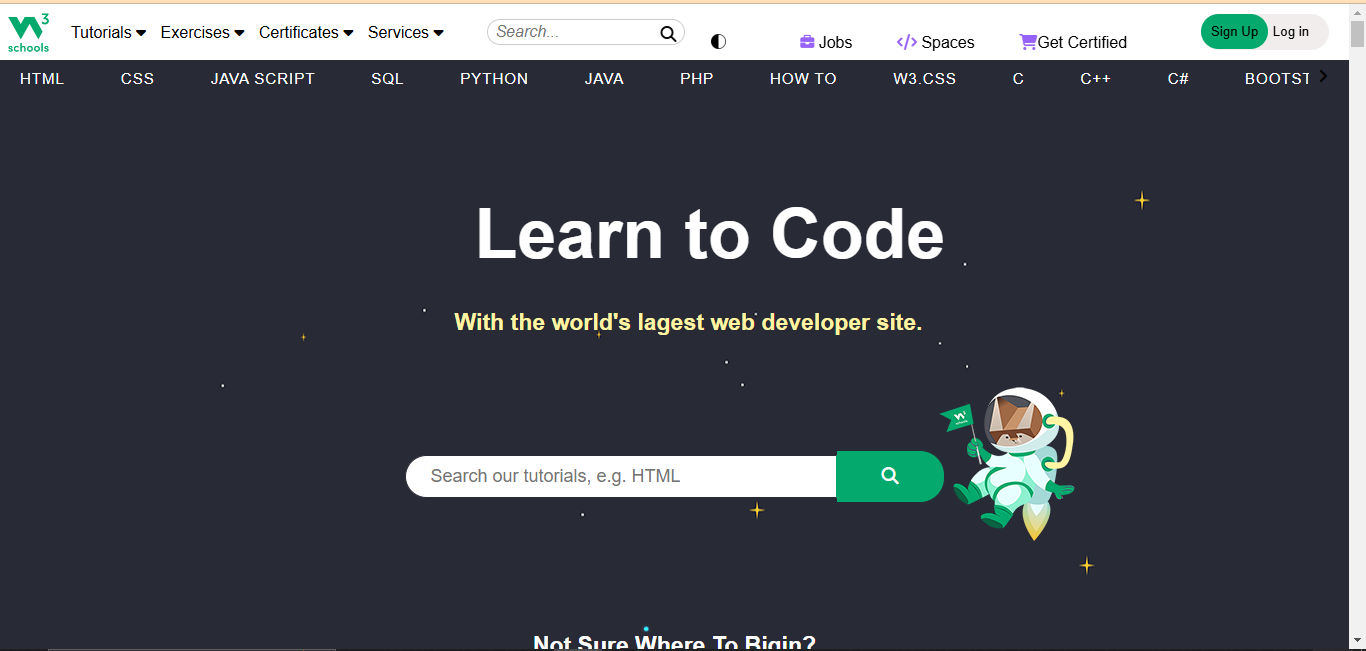 W3 schools Tutorials Exercises Certificates Services Search... Jobs Spaces Get Certified Sign Up Log in
HTML CSS JAVA SCRIPT SQL PYTHON JAVA PHP HOW TO W3.CSS C C++ C# BOOTST
Learn to Code
With the world's lagest web developer site.
W3 schools
Search our tutorials, e.g. HTML
Not Sure Where To Bigin?